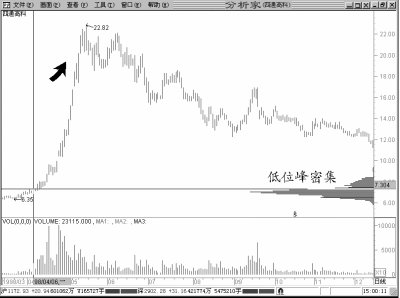 文件(F) 画面(D) 查看(V) 工具(T) 窗口(W) 帮助(H) 分析家 (四通高科)
四通高科
22.82
22.00
20.00
18.00
16.00
14.00
12.00
10.00
低位峰密集
7.304
6.35
6.00
VOL(0,0,0) VOLUME: 23115.000, MA1: , MA2: , MA3:
10000
5000
X10
1998/03 05 06 07 08 09 10 11 12 日线
15:00:11